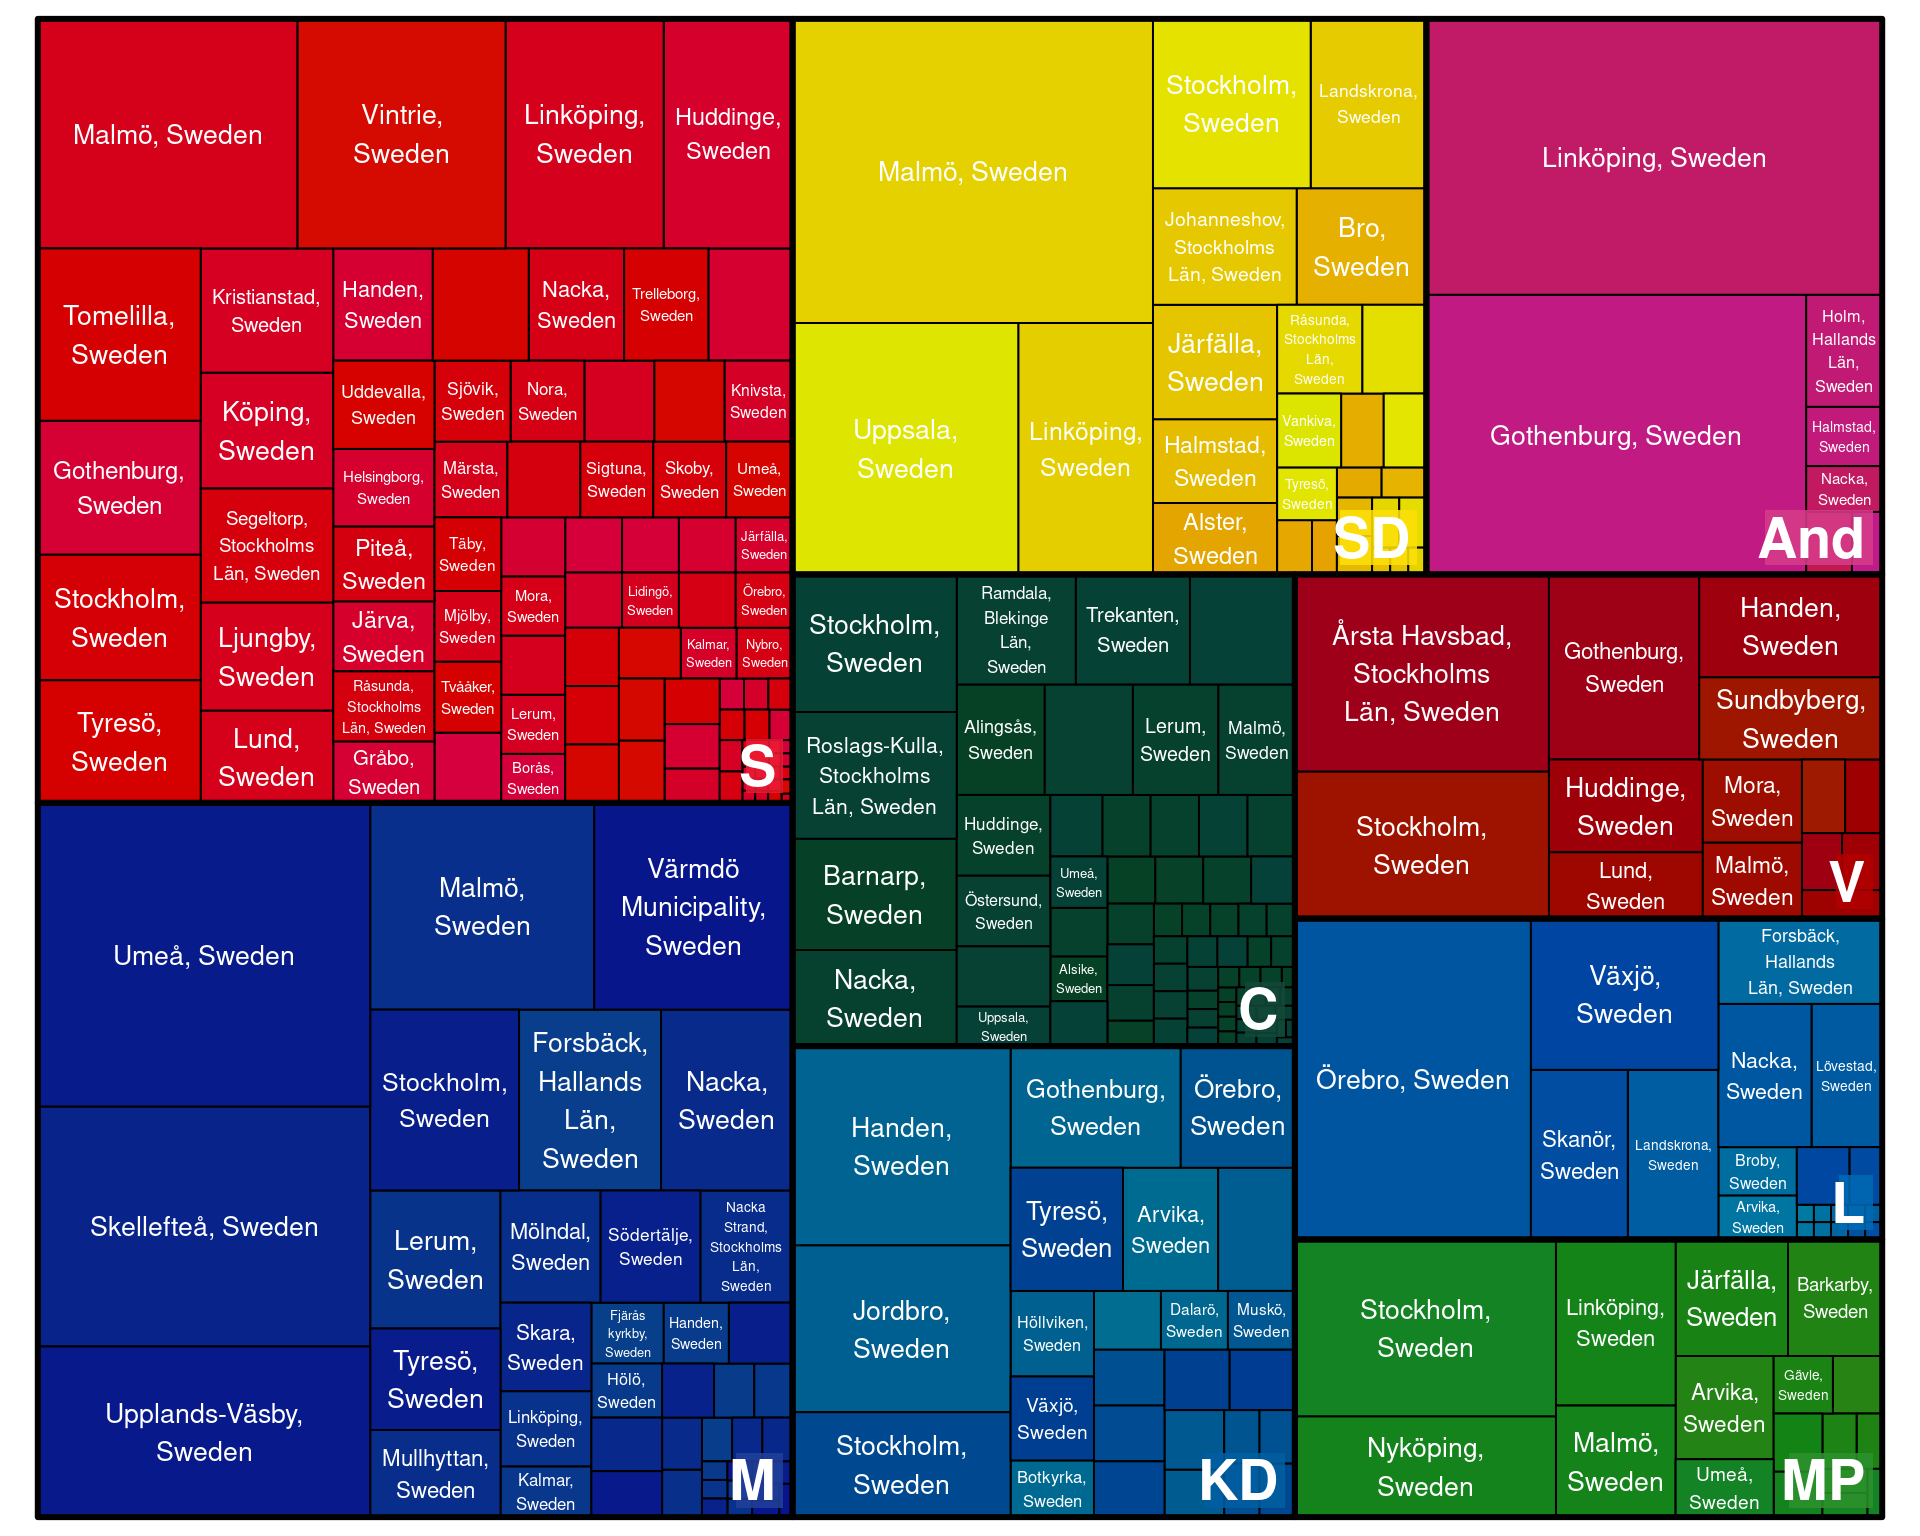 Malmö, Sweden
Vintrie,
Sweden
Linköping,
Sweden
Huddinge,
Sweden
Tomelilla,
Sweden
Gothenburg,
Sweden
Stockholm,
Sweden
Tyresö,
Sweden
Kristianstad,
Sweden
Köping,
Sweden
Segeltorp,
Stockholms
Län, Sweden
Ljungby,
Sweden
Lund,
Sweden
Handen,
Sweden
Nacka,
Sweden
Trelleborg,
Sweden
Uddevalla,
Sweden
Helsingborg,
Sweden
Piteå,
Sweden
Järva,
Sweden
Råsunda,
Stockholms
Län, Sweden
Gråbo,
Sweden
Sjövik,
Sweden
Nora,
Sweden
Knivsta,
Sweden
Märsta,
Sweden
Sigtuna,
Sweden
Skoby,
Sweden
Umeå,
Sweden
Täby,
Sweden
Mjölby,
Sweden
Tvååker,
Sweden
Mora,
Sweden
Lerum,
Sweden
Borås,
Sweden
Järfälla,
Sweden
Lidingö,
Sweden
Örebro,
Sweden
Kalmar,
Sweden
Nybro,
Sweden
S
Malmö, Sweden
Uppsala,
Sweden
Linköping,
Sweden
Stockholm,
Sweden
Landskrona,
Sweden
Johanneshov,
Stockholms
Län, Sweden
Bro,
Sweden
Järfälla,
Sweden
Halmstad,
Sweden
Alster,
Sweden
Råsunda,
Stockholms
Län,
Sweden
Vankiva,
Sweden
Tyresö,
Sweden
SD
Linköping, Sweden
Gothenburg, Sweden
Holm,
Hallands
Län,
Sweden
Halmstad,
Sweden
Nacka,
Sweden
And
Umeå, Sweden
Skellefteå, Sweden
Upplands-Väsby,
Sweden
Malmö,
Sweden
Värmdö
Municipality,
Sweden
Stockholm,
Sweden
Forsbäck,
Hallands
Län,
Sweden
Nacka,
Sweden
Lerum,
Sweden
Tyresö,
Sweden
Mullhyttan,
Sweden
Mölndal,
Sweden
Södertälje,
Sweden
Nacka
Strand,
Stockholms
Län,
Sweden
Skara,
Sweden
Linköping,
Sweden
Kalmar,
Sweden
Fjärås
kyrkby,
Sweden
Handen,
Sweden
Hölö,
Sweden
M
Stockholm,
Sweden
Roslags-Kulla,
Stockholms
Län, Sweden
Barnarp,
Sweden
Nacka,
Sweden
Ramdala,
Blekinge
Län,
Sweden
Trekanten,
Sweden
Alingsås,
Sweden
Lerum,
Sweden
Malmö,
Sweden
Huddinge,
Sweden
Östersund,
Sweden
Uppsala,
Sweden
Umeå,
Sweden
Alsike,
Sweden
C
Handen,
Sweden
Jordbro,
Sweden
Stockholm,
Sweden
Gothenburg,
Sweden
Örebro,
Sweden
Tyresö,
Sweden
Arvika,
Sweden
Höllviken,
Sweden
Växjö,
Sweden
Botkyrka,
Sweden
Dalarö,
Sweden
Muskö,
Sweden
KD
Årsta Havsbad,
Stockholms
Län, Sweden
Stockholm,
Sweden
Gothenburg,
Sweden
Handen,
Sweden
Sundbyberg,
Sweden
Huddinge,
Sweden
Lund,
Sweden
Mora,
Sweden
Malmö,
Sweden
V
Örebro, Sweden
Växjö,
Sweden
Skanör,
Sweden
Landskrona,
Sweden
Forsbäck,
Hallands
Län, Sweden
Nacka,
Sweden
Lövestad,
Sweden
Broby,
Sweden
Arvika,
Sweden
L
Stockholm,
Sweden
Nyköping,
Sweden
Linköping,
Sweden
Malmö,
Sweden
Järfälla,
Sweden
Barkarby,
Sweden
Arvika,
Sweden
Gävle,
Sweden
Umeå,
Sweden
MP